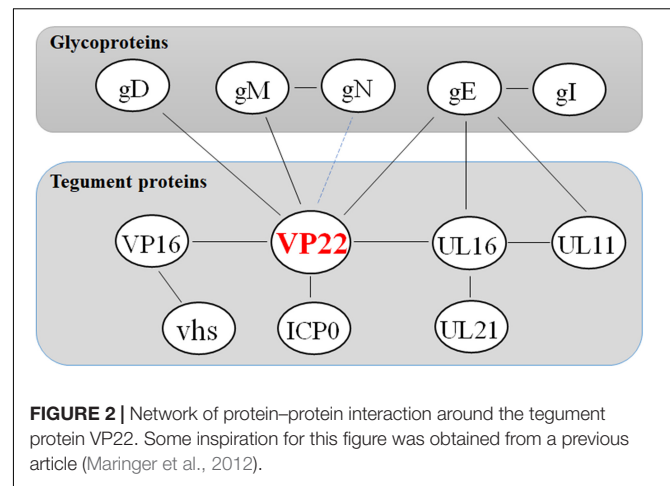 Glycoproteins
gD gM gN gE gI
Tegument proteins
VP16 VP22 UL16 UL11
vhs ICP0 UL21
FIGURE 2 | Network of protein–protein interaction around the tegument
protein VP22. Some inspiration for this figure was obtained from a previous
article (Maringer et al., 2012).